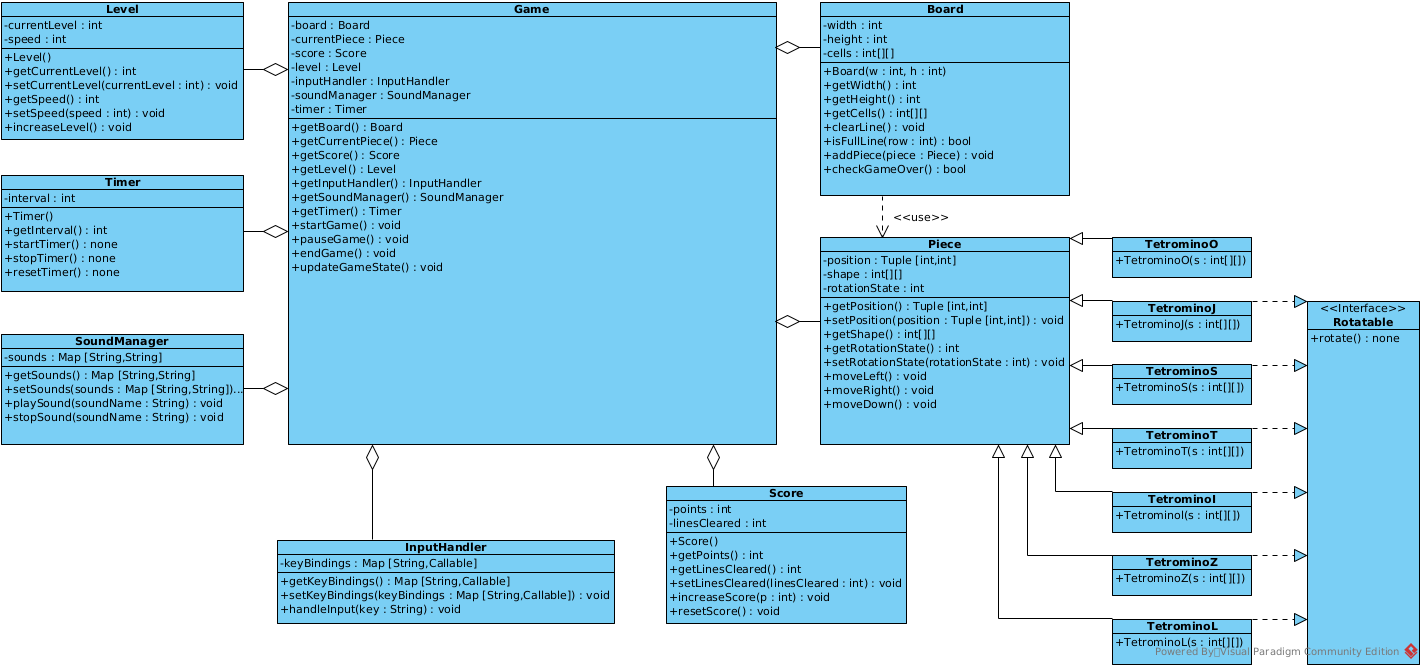 Level
-currentLevel : int
-speed : int
+Level()
+getCurrentLevel() : int
+setCurrentLevel(currentLevel : int) : void
+getSpeed() : int
+setSpeed(speed : int) : void
+increaseLevel() : void
Timer
-interval : int
+Timer()
+getInterval() : int
+startTimer() : none
+stopTimer() : none
+resetTimer() : none
SoundManager
-sounds : Map [String,String]
+getSounds() : Map [String,String]
+setSounds(sounds : Map [String,String])...
+playSound(soundName : String) : void
+stopSound(soundName : String) : void
Game
-board : Board
-currentPiece : Piece
-score : Score
-level : Level
-inputHandler : InputHandler
-soundManager : SoundManager
-timer : Timer
+getBoard() : Board
+getCurrentPiece() : Piece
+getScore() : Score
+getLevel() : Level
+getInputHandler() : InputHandler
+getSoundManager() : SoundManager
+getTimer() : Timer
+startGame() : void
+pauseGame() : void
+endGame() : void
+updateGameState() : void
InputHandler
-keyBindings : Map [String,Callable]
+getKeyBindings() : Map [String,Callable]
+setKeyBindings(keyBindings : Map [String,Callable]) : void
+handleInput(key : String) : void
Score
-points : int
-linesCleared : int
+Score()
+getPoints() : int
+getLinesCleared() : int
+setLinesCleared(linesCleared : int) : void
+increaseScore(p : int) : void
+resetScore() : void
Board
-width : int
-height : int
-cells : int[][]
+Board(w : int, h : int)
+getWidth() : int
+getHeight() : int
+getCells() : int[][]
+clearLine() : void
+isFullLine(row : int) : bool
+addPiece(piece : Piece) : void
+checkGameOver() : bool
<<use>>
Piece
-position : Tuple [int,int]
-shape : int[][]
-rotationState : int
+getPosition() : Tuple [int,int]
+setPosition(position : Tuple [int,int]) : void
+getShape() : int[][]
+getRotationState() : int
+setRotationState(rotationState : int) : void
+moveLeft() : void
+moveRight() : void
+moveDown() : void
TetrominoO
+TetrominoO(s : int[][])
TetrominoJ
+TetrominoJ(s : int[][])
TetrominoS
+TetrominoS(s : int[][])
TetrominoT
+TetrominoT(s : int[][])
TetrominoI
+TetrominoI(s : int[][])
TetrominoZ
+TetrominoZ(s : int[][])
TetrominoL
+TetrominoL(s : int[][])
<<Interface>>
Rotatable
+rotate() : none
Powered By Visual Paradigm Community Edition